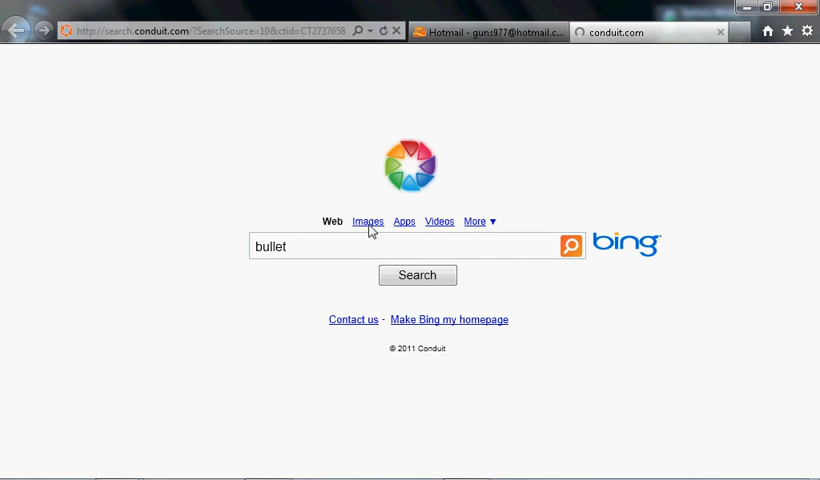 http://search.conduit.com/?SearchSource=10&ctid=CT2737658
Hotmail - guns977@hotmail.c...
conduit.com
Web Images Apps Videos More ▼
bullet
bing™
Search
Contact us - Make Bing my homepage
© 2011 Conduit